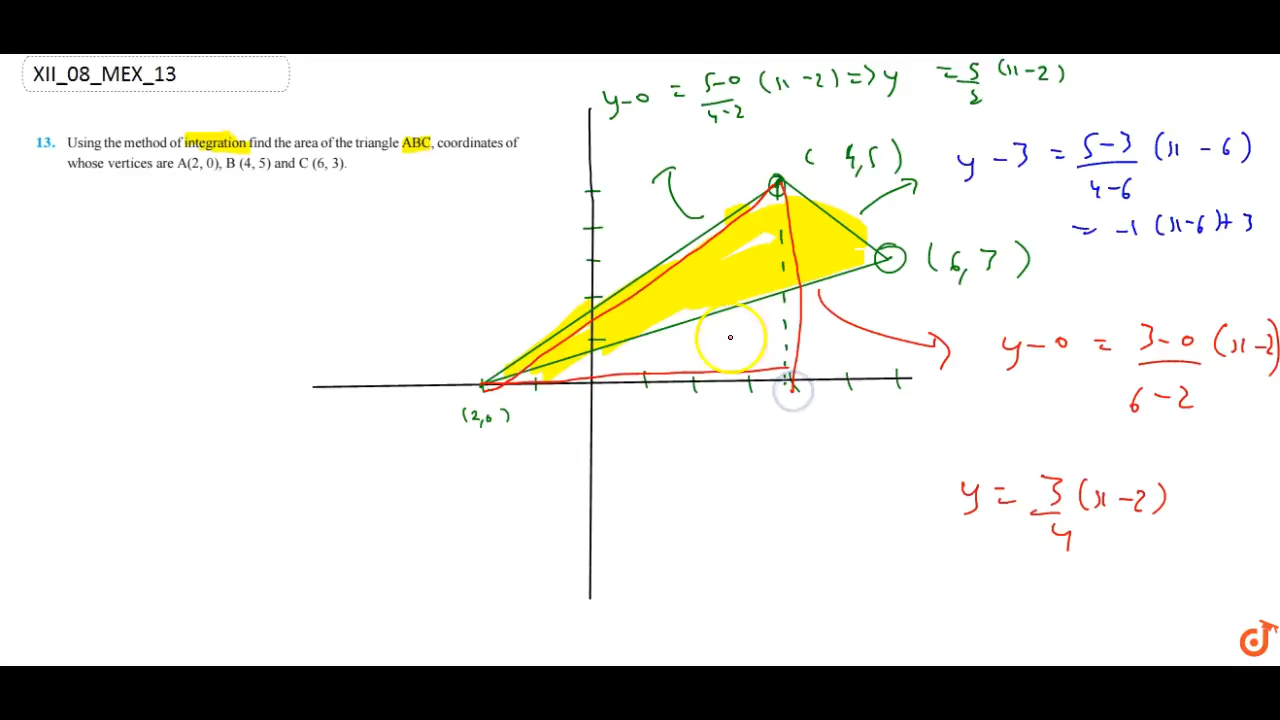 XII_08_MEX_13
13. Using the method of integration find the area of the triangle ABC, coordinates of
whose vertices are A(2, 0), B (4, 5) and C (6, 3).
y-0 = 5-0/4-2 (x-2) => y = 5/2 (x-2)
(4,5)
y-3 = 5-3/4-6 (x-6)
= -1 (x-6)+3
(6,3)
y-0 = 3-0/6-2 (x-2)
(2,0)
y = 3/4 (x-2)